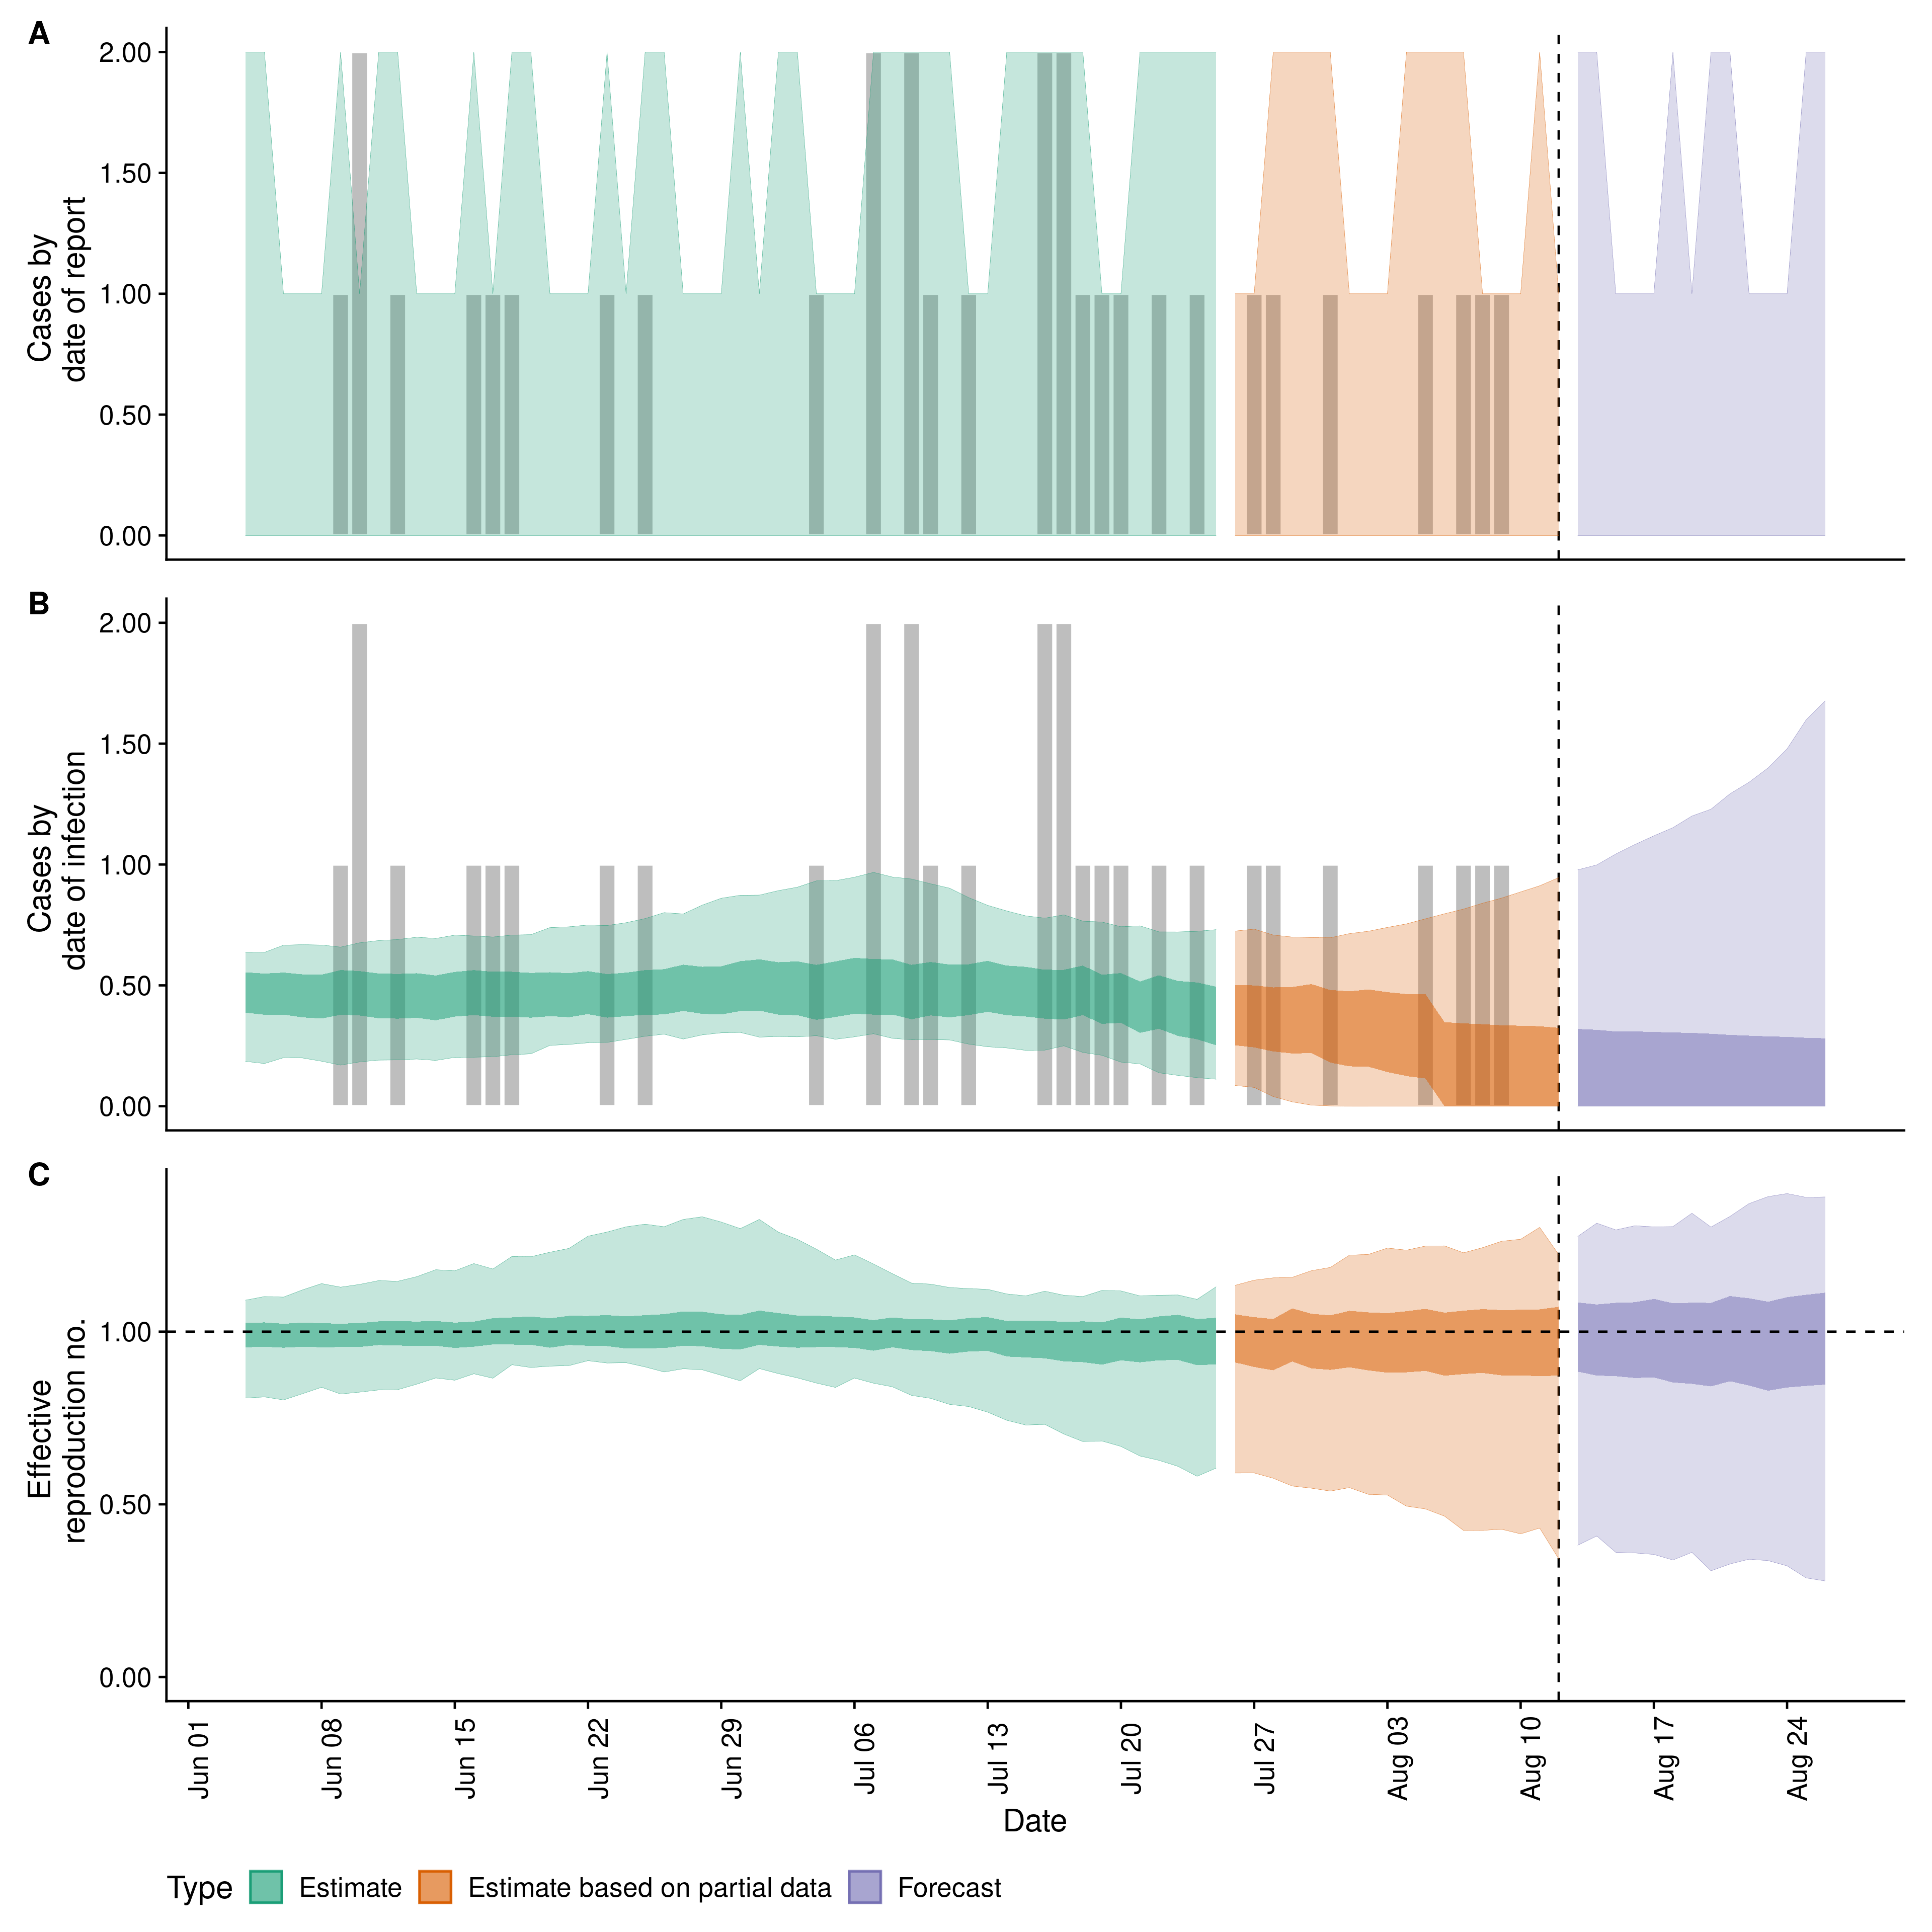 A
2.00
1.50
1.00
0.50
0.00
Cases by
date of report
B
2.00
1.50
1.00
0.50
0.00
Cases by
date of infection
C
1.00
0.50
0.00
Effective
reproduction no.
Jun 01
Jun 08
Jun 15
Jun 22
Jun 29
Jul 06
Jul 13
Jul 20
Jul 27
Aug 03
Aug 10
Aug 17
Aug 24
Date
Type Estimate Estimate based on partial data Forecast